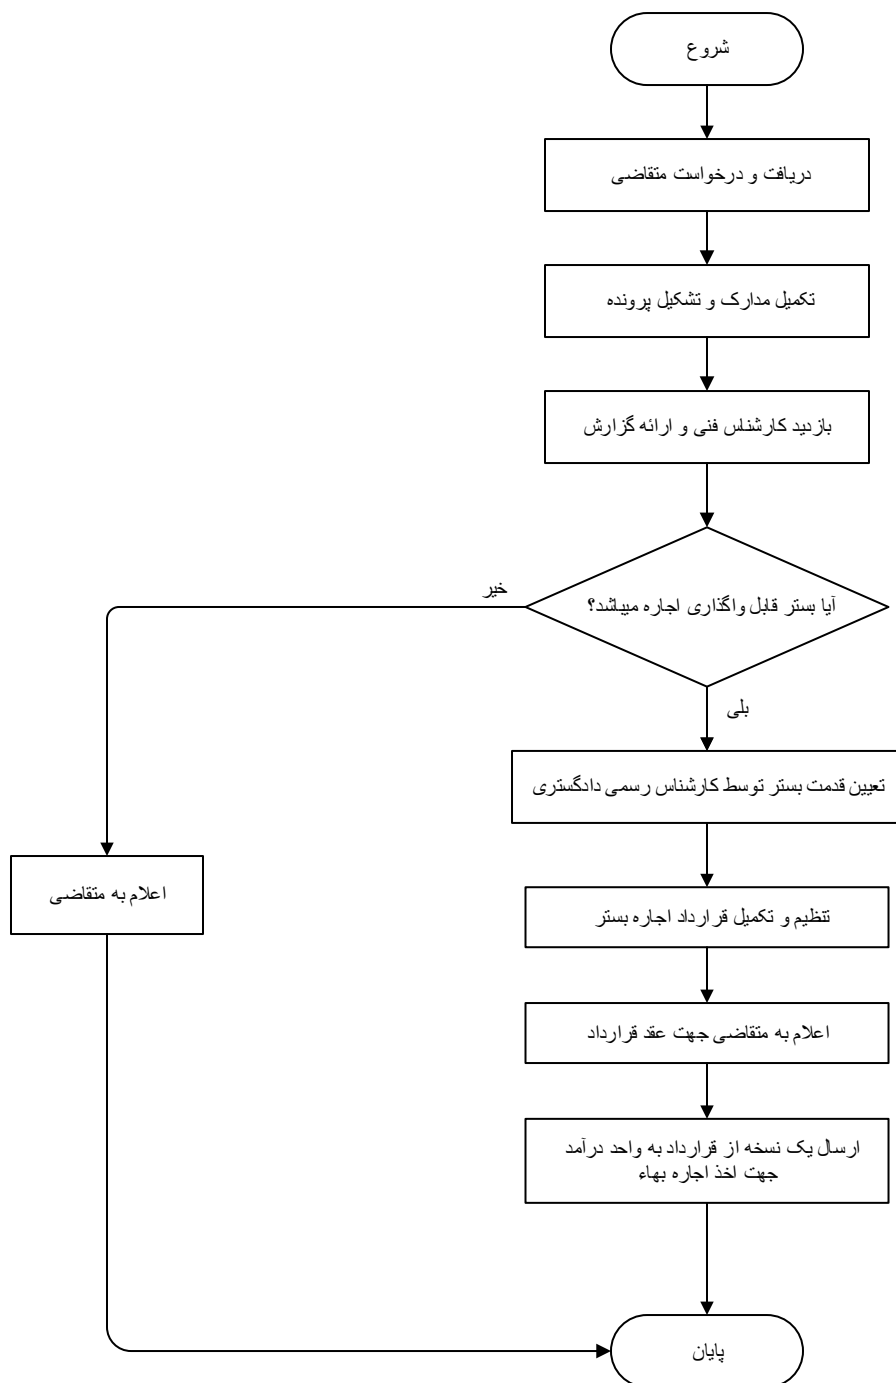 شروع
دریافت و درخواست متقاضی
تکمیل مدارک و تشکیل پرونده
بازدید کارشناس فنی و ارائه گزارش
آیا بستر قابل واگذاری اجاره میباشد؟
خیر
بلی
تعیین قدمت بستر توسط کارشناس رسمی دادگستری
اعلام به متقاضی
تنظیم و تکمیل قرارداد اجاره بستر
اعلام به متقاضی جهت عقد قرارداد
ارسال یک نسخه از قرارداد به واحد درآمد
جهت اخذ اجاره بهاء
پایان